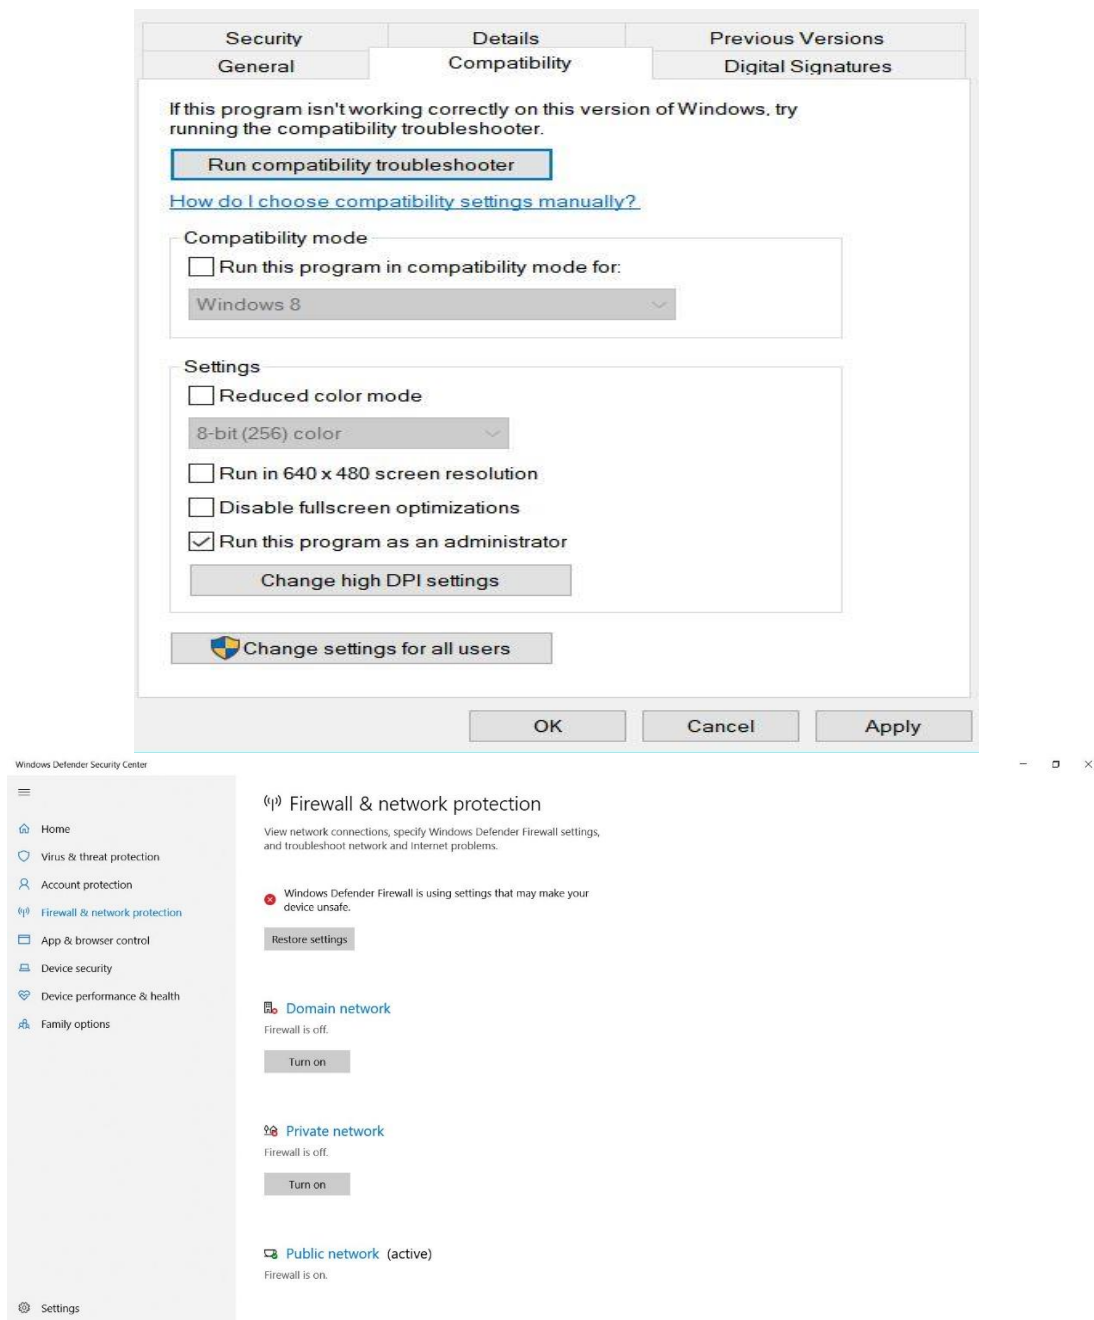 Security Details Previous Versions
General Compatibility Digital Signatures
If this program isn't working correctly on this version of Windows, try
running the compatibility troubleshooter.
Run compatibility troubleshooter
How do I choose compatibility settings manually?
Compatibility mode
Run this program in compatibility mode for:
Windows 8
Settings
Reduced color mode
8-bit (256) color
Run in 640 x 480 screen resolution
Disable fullscreen optimizations
Run this program as an administrator
Change high DPI settings
Change settings for all users
OK Cancel Apply
Windows Defender Security Center
Home
Virus & threat protection
Account protection
Firewall & network protection
App & browser control
Device security
Device performance & health
Family options
Settings
Firewall & network protection
View network connections, specify Windows Defender Firewall settings,
and troubleshoot network and Internet problems.
Windows Defender Firewall is using settings that may make your
device unsafe.
Restore settings
Domain network
Firewall is off.
Turn on
Private network
Firewall is off.
Turn on
Public network (active)
Firewall is on.